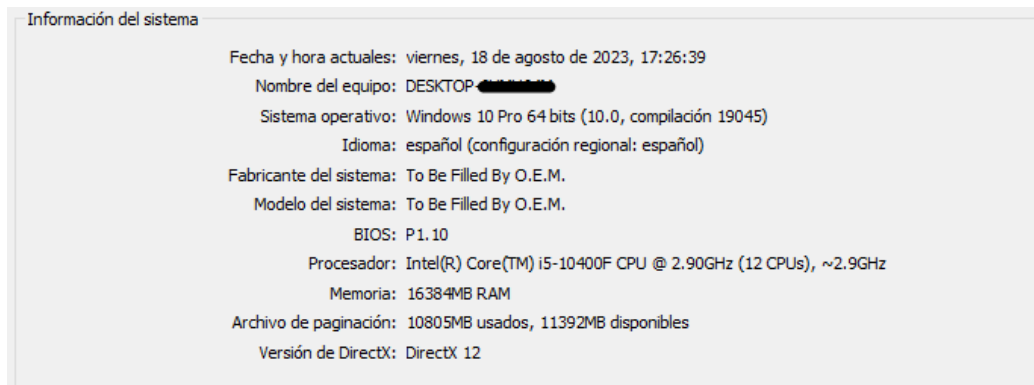 Información del sistema
Fecha y hora actuales: viernes, 18 de agosto de 2023, 17:26:39
Nombre del equipo: DESKTOP-
Sistema operativo: Windows 10 Pro 64 bits (10.0, compilación 19045)
Idioma: español (configuración regional: español)
Fabricante del sistema: To Be Filled By O.E.M.
Modelo del sistema: To Be Filled By O.E.M.
BIOS: P1.10
Procesador: Intel(R) Core(TM) i5-10400F CPU @ 2.90GHz (12 CPUs), ~2.9GHz
Memoria: 16384MB RAM
Archivo de paginación: 10805MB usados, 11392MB disponibles
Versión de DirectX: DirectX 12